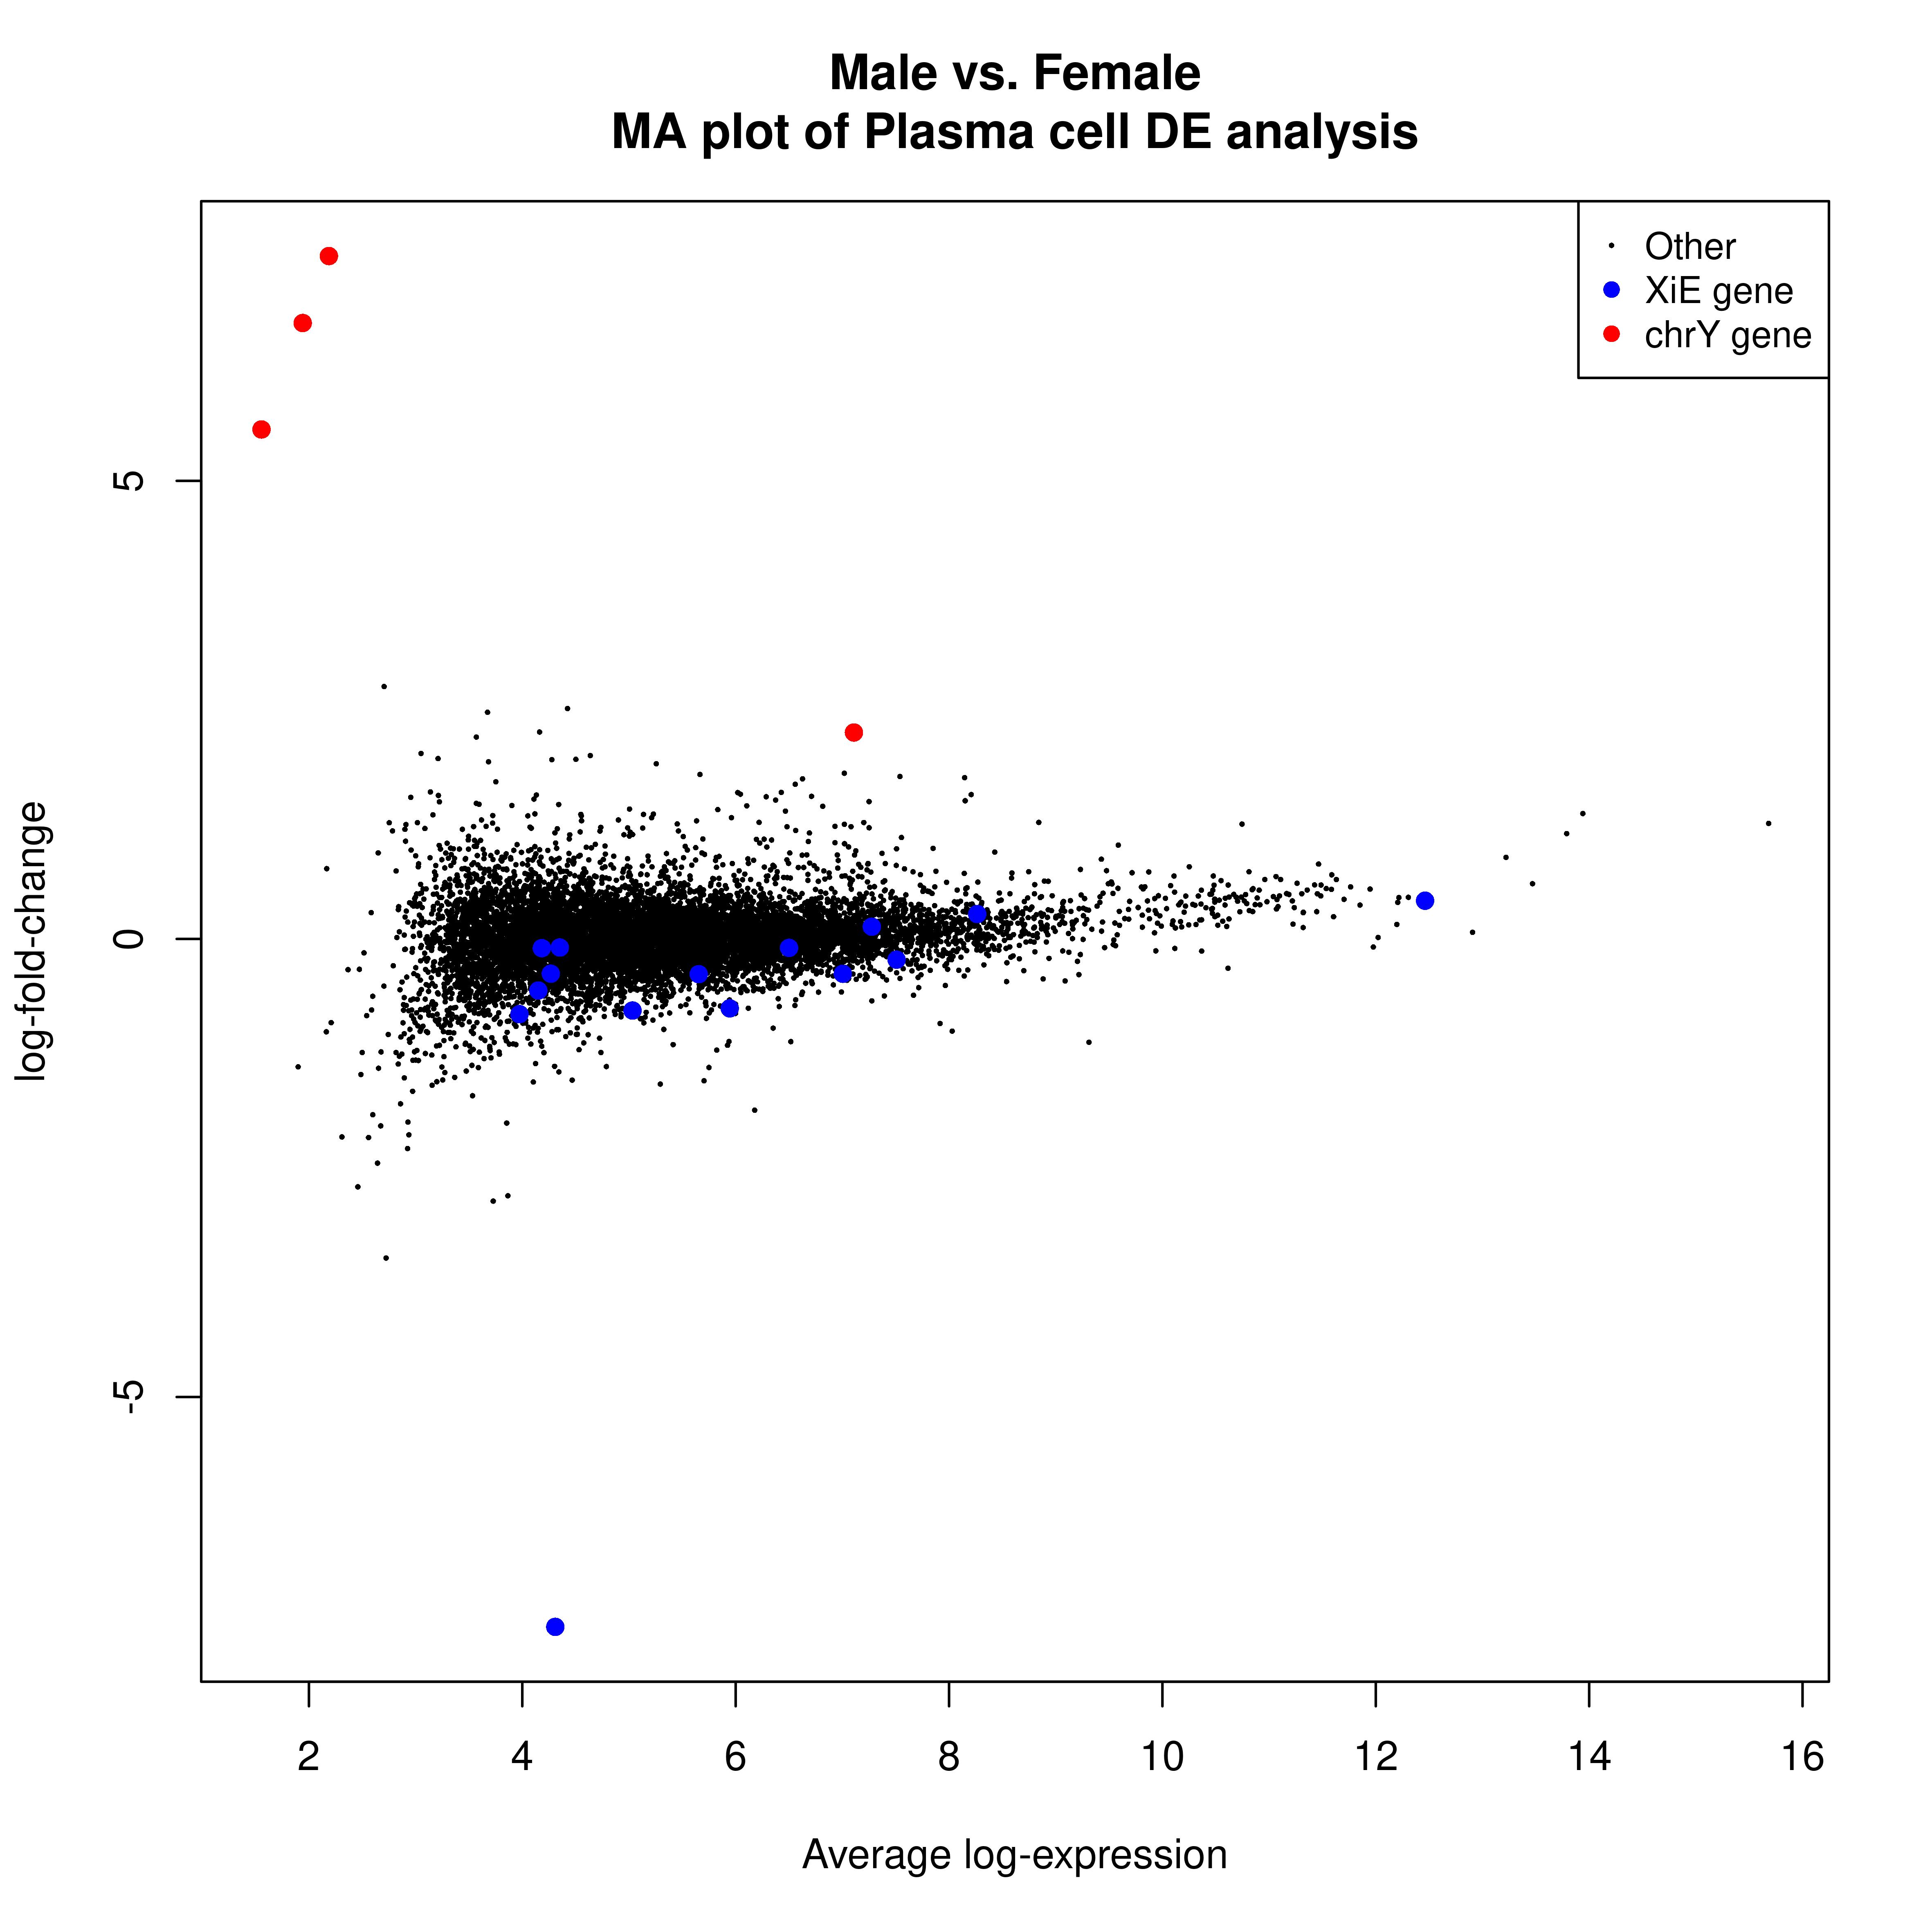 Male vs. Female
MA plot of Plasma cell DE analysis
Other
XiE gene
chrY gene
5
0
-5
log-fold-change
2 4 6 8 10 12 14 16
Average log-expression